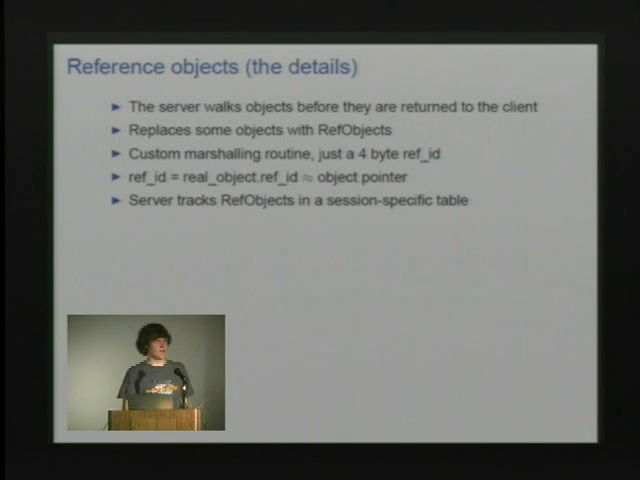 Reference objects (the details)
The server walks objects before they are returned to the client
Replaces some objects with RefObjects
Custom marshalling routine, just a 4 byte ref_id
ref_id = real_object.ref_id ≈ object pointer
Server tracks RefObjects in a session-specific table